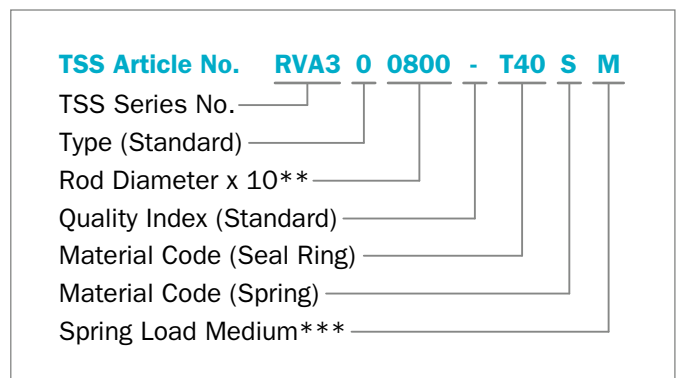 TSS Article No. RVA3 0 0800 - T40 S M
TSS Series No.
Type (Standard)
Rod Diameter x 10**
Quality Index (Standard)
Material Code (Seal Ring)
Material Code (Spring)
Spring Load Medium***